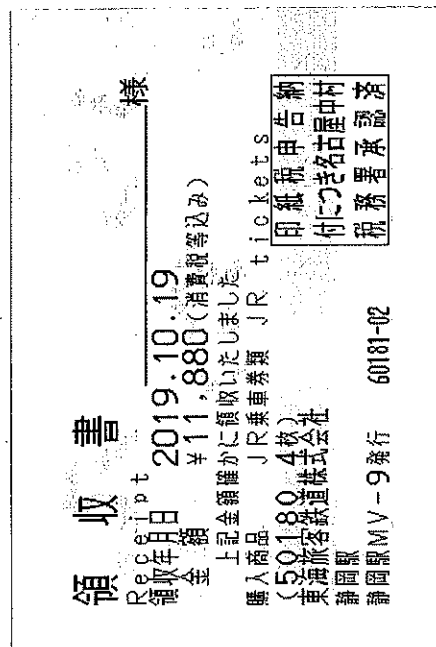 領収書
Receipt
様
領収年月日 2019.10.19
金額 ¥11,880(消費税等込み)
上記金額確かに領収いたしました
購入商品 JR乗車券類 JR tickets
(50180 4枚)
東海旅客鉄道株式会社
静岡駅
静岡駅MV-9発行 60181-02
印紙税申告納
付につき名古屋中村
税務署承認済